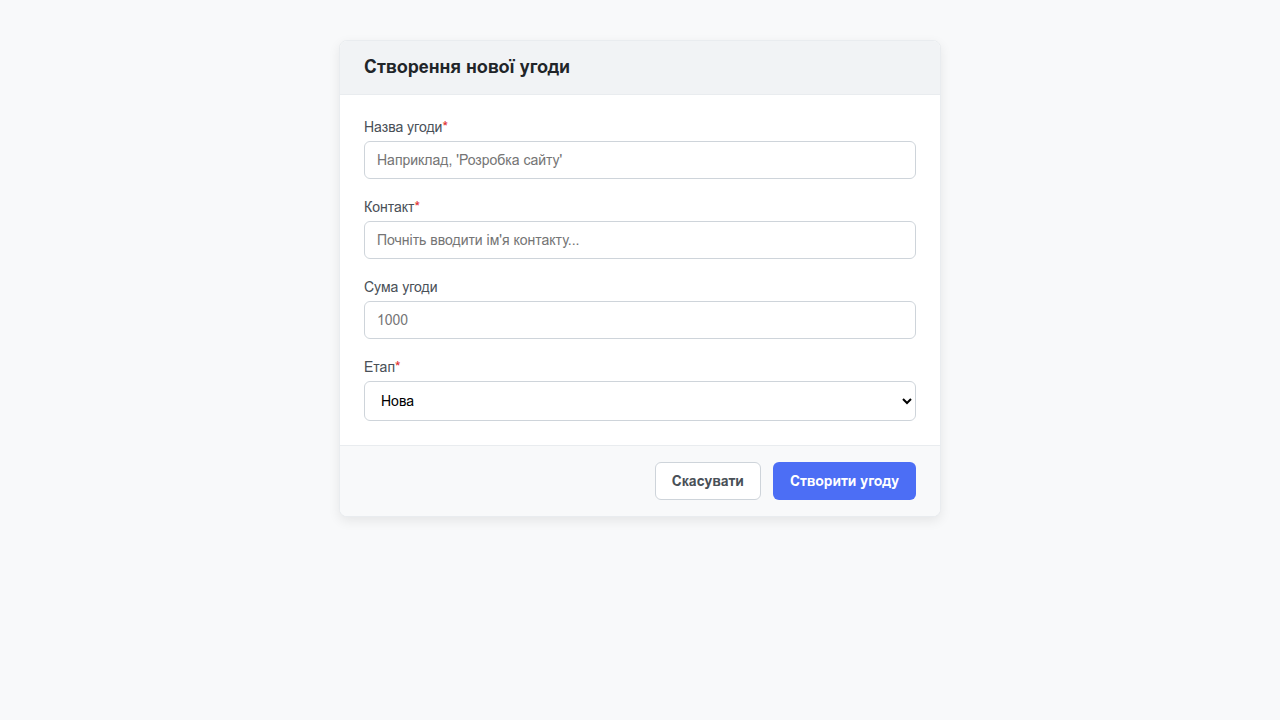 Створення нової угоди
Назва угоди*
Наприклад, 'Розробка сайту'
Контакт*
Почніть вводити ім'я контакту...
Сума угоди
1000
Етап*
Нова
Скасувати
Створити угоду